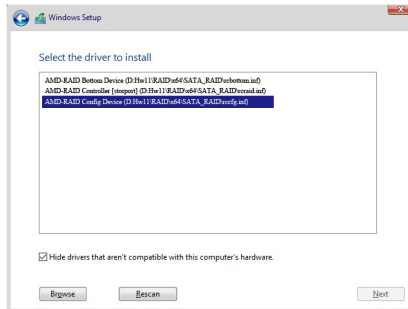 Windows Setup
Select the driver to install
AMD-RAID Bottom Device (D:\Hw11\RAID\x64\SATA_RAID\rcbottom.inf)
AMD-RAID Controller [storport] (D:\Hw11\RAID\x64\SATA_RAID\rcraid.inf)
AMD-RAID Config Device (D:\Hw11\RAID\x64\SATA_RAID\rccfg.inf)
Hide drivers that aren't compatible with this computer's hardware.
Browse
Rescan
Next